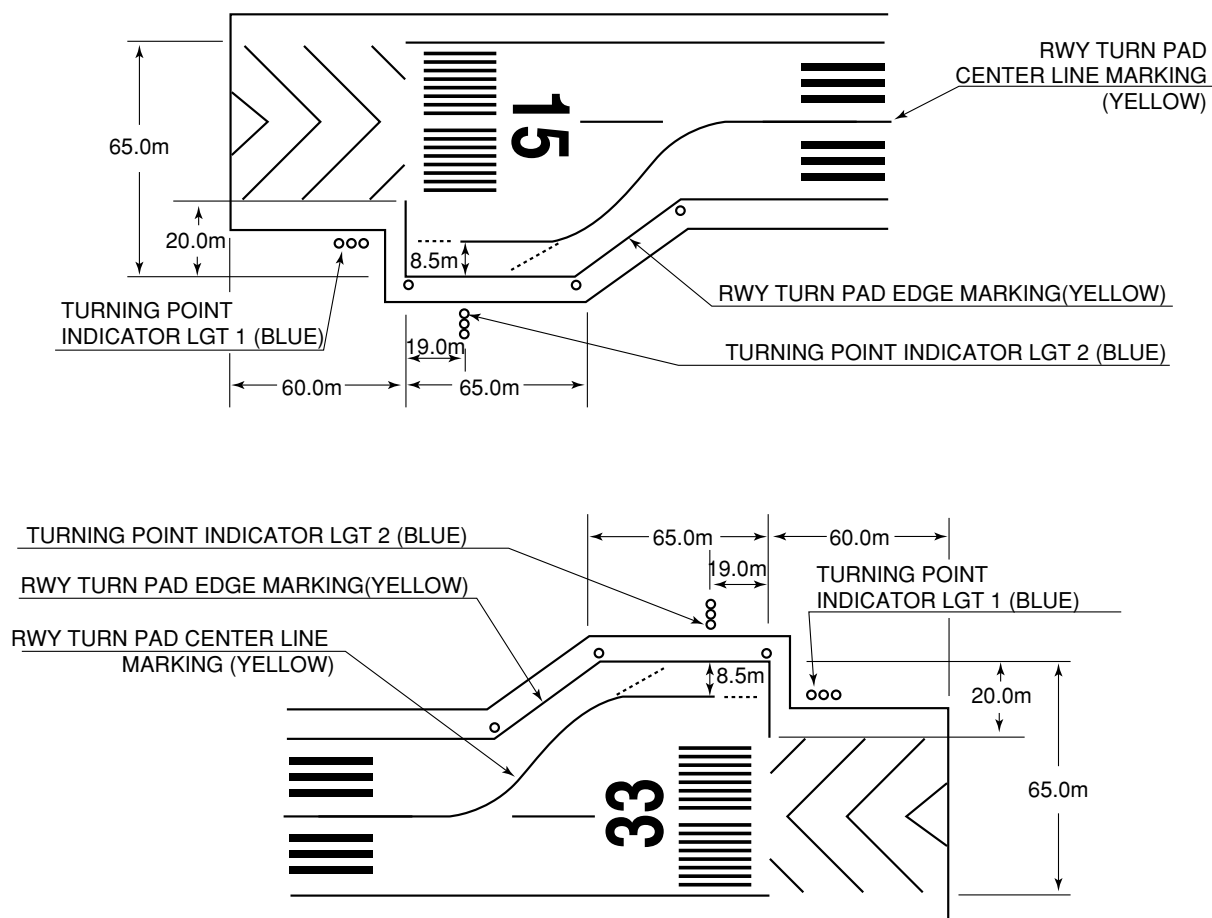 RWY TURN PAD
CENTER LINE MARKING
(YELLOW)
15
65.0m
20.0m
8.5m
RWY TURN PAD EDGE MARKING(YELLOW)
TURNING POINT
INDICATOR LGT 1 (BLUE)
19.0m
TURNING POINT INDICATOR LGT 2 (BLUE)
60.0m
65.0m
TURNING POINT INDICATOR LGT 2 (BLUE)
65.0m
60.0m
19.0m
TURNING POINT
INDICATOR LGT 1 (BLUE)
RWY TURN PAD EDGE MARKING(YELLOW)
RWY TURN PAD CENTER LINE
MARKING (YELLOW)
8.5m
20.0m
65.0m
33